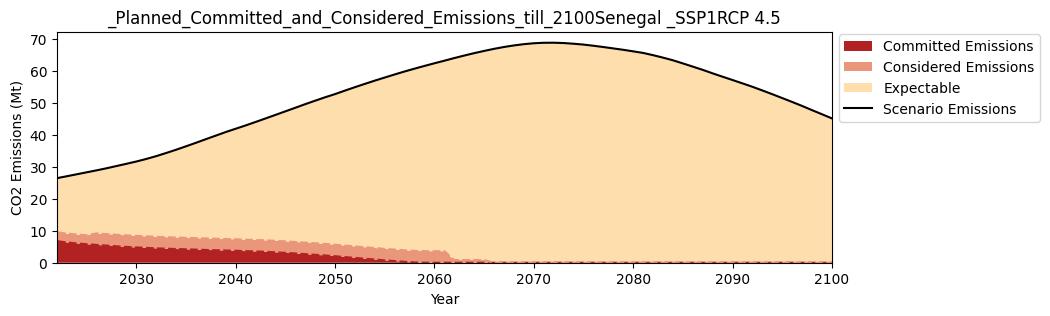 _Planned_Committed_and_Considered_Emissions_till_2100Senegal _SSP1RCP 4.5
CO2 Emissions (Mt)
70
60
50
40
30
20
10
0
2030 2040 2050 2060 2070 2080 2090 2100
Year
Committed Emissions
Considered Emissions
Expectable
Scenario Emissions